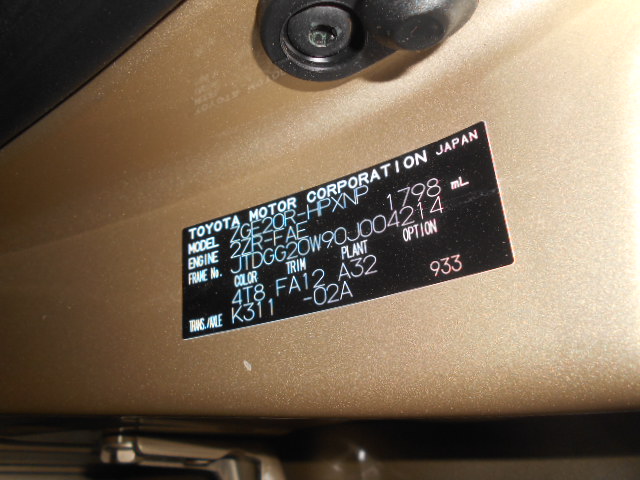 TOYOTA MOTOR CORPORATION JAPAN
MODEL ZGE20R-HPXNP 1798 mL
ENGINE 2ZR-FAE
FRAME No. JTDGG20W90J004214
COLOR TRIM PLANT OPTION
4T8 FA12 A32 933
TRANS./AXLE K311 -02A